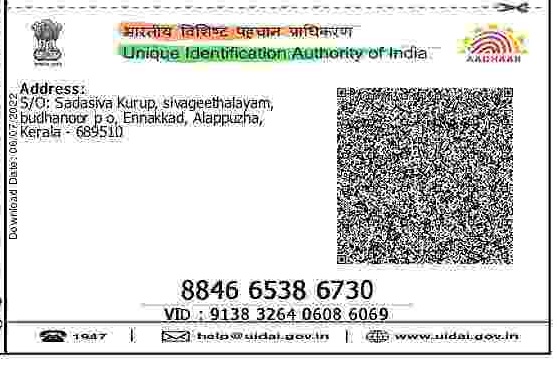 भारतीय विशिष्ट पहचान प्राधिकरण
Unique Identification Authority of India
AADHAAR
Address:
S/O: Sadasiva Kurup, sivageethalayam,
budhanoor p o, Ennakkad, Alappuzha,
Kerala - 689510
Download Date: 06/07/2022
8846 6538 6730
VID : 9138 3264 0608 6069
1947 | help@uidai.gov.in | www.uidai.gov.in